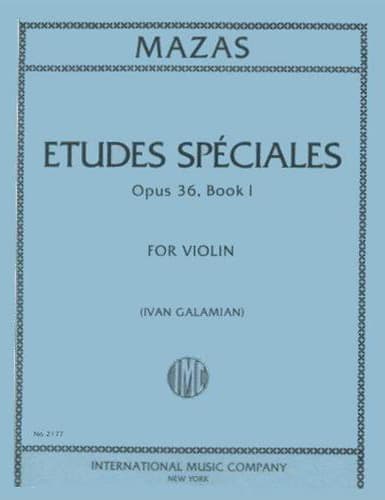 MAZAS
ETUDES SPÉCIALES
Opus 36, Book I
FOR VIOLIN
(IVAN GALAMIAN)
IMC
No. 2177
INTERNATIONAL MUSIC COMPANY
NEW YORK